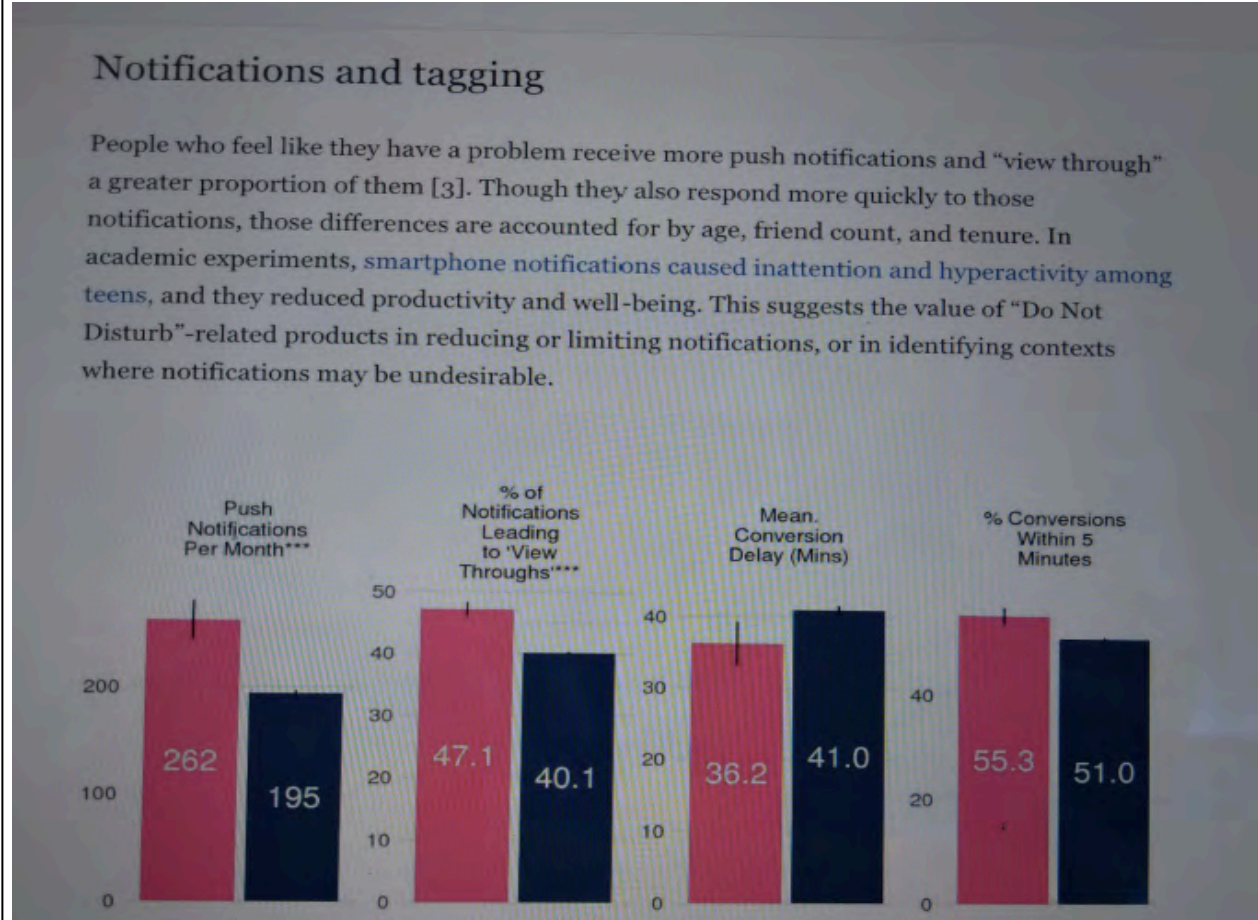 Notifications and tagging
People who feel like they have a problem receive more push notifications and “view through”
a greater proportion of them [3]. Though they also respond more quickly to those
notifications, those differences are accounted for by age, friend count, and tenure. In
academic experiments, smartphone notifications caused inattention and hyperactivity among
teens, and they reduced productivity and well-being. This suggests the value of “Do Not
Disturb”-related products in reducing or limiting notifications, or in identifying contexts
where notifications may be undesirable.
Push
Notifications
Per Month***
200
100
0
262
195
% of
Notifications
Leading
to 'View
Throughs'***
50
40
30
20
10
0
47.1
40.1
Mean.
Conversion
Delay (Mins)
40
30
20
10
0
36.2
41.0
% Conversions
Within 5
Minutes
40
20
0
55.3
51.0